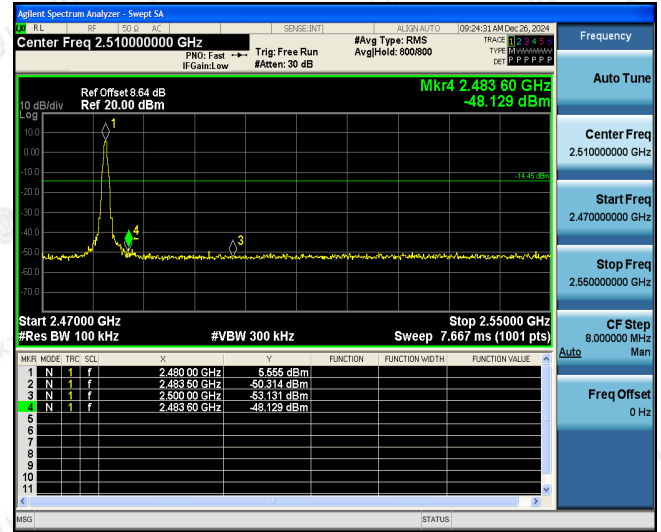 Agilent Spectrum Analyzer - Swept SA
RL RF 50 Ω AC SENSE:INT ALIGN AUTO 09:24:31 AM Dec 26, 2024
Center Freq 2.510000000 GHz
#Avg Type: RMS
TRACE 1 2 3 4 5 6
PNO: Fast Trig: Free Run Avg|Hold: 800/800
TYPE M
IFGain:Low #Atten: 30 dB
DET P P P P P P
Mkr4 2.483 60 GHz
-48.129 dBm
Ref Offset 8.64 dB
10 dB/div Ref 20.00 dBm
Log
10.0
0.00
-10.0
-20.0
-30.0
-40.0
-50.0
-60.0
-70.0
-14.45 dBm
1
4
3
Start 2.47000 GHz Stop 2.55000 GHz
#Res BW 100 kHz #VBW 300 kHz Sweep 7.667 ms (1001 pts)
MKR MODE TRC SCL X Y FUNCTION FUNCTION WIDTH FUNCTION VALUE
1 N 1 f 2.480 00 GHz 5.555 dBm
2 N 1 f 2.483 50 GHz -50.314 dBm
3 N 1 f 2.500 00 GHz -53.131 dBm
4 N 1 f 2.483 60 GHz -48.129 dBm
5
6
7
8
9
10
11
MSG STATUS
Frequency
Auto Tune
Center Freq
2.510000000 GHz
Start Freq
2.470000000 GHz
Stop Freq
2.550000000 GHz
CF Step
8.000000 MHz
Auto Man
Freq Offset
0 Hz